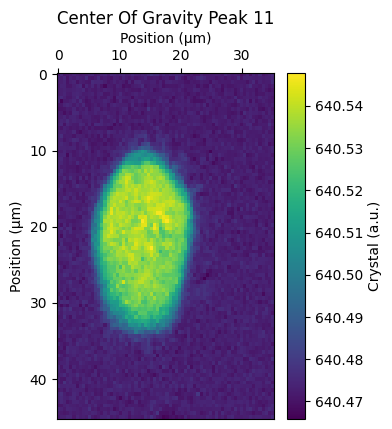 Center Of Gravity Peak 11
Position (μm)
0 10 20 30
0
10
20
30
40
Position (μm)
640.54
640.53
640.52
640.51
640.50
640.49
640.48
640.47
Crystal (a.u.)